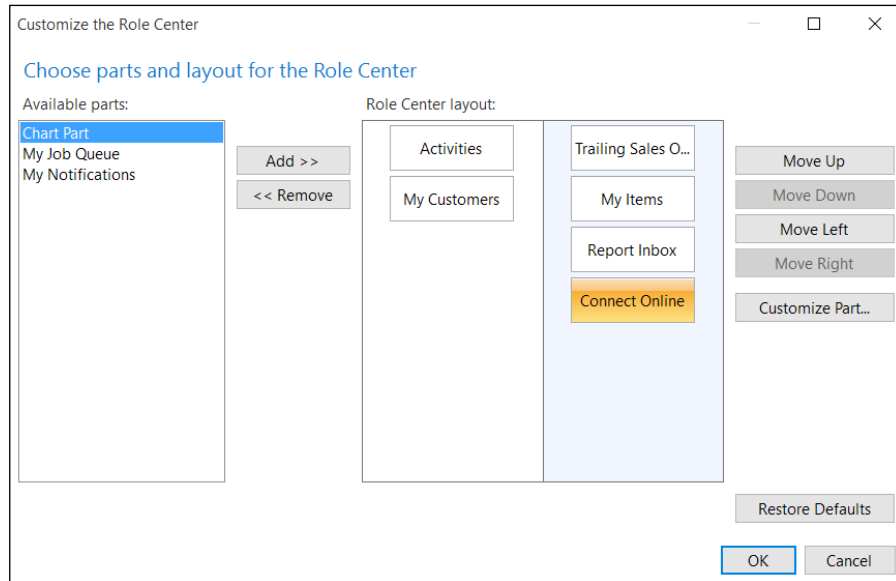 Customize the Role Center
Choose parts and layout for the Role Center
Available parts:
Chart Part
My Job Queue
My Notifications
Add >>
<< Remove
Role Center layout:
Activities
My Customers
Trailing Sales O...
My Items
Report Inbox
Connect Online
Move Up
Move Down
Move Left
Move Right
Customize Part...
Restore Defaults
OK
Cancel